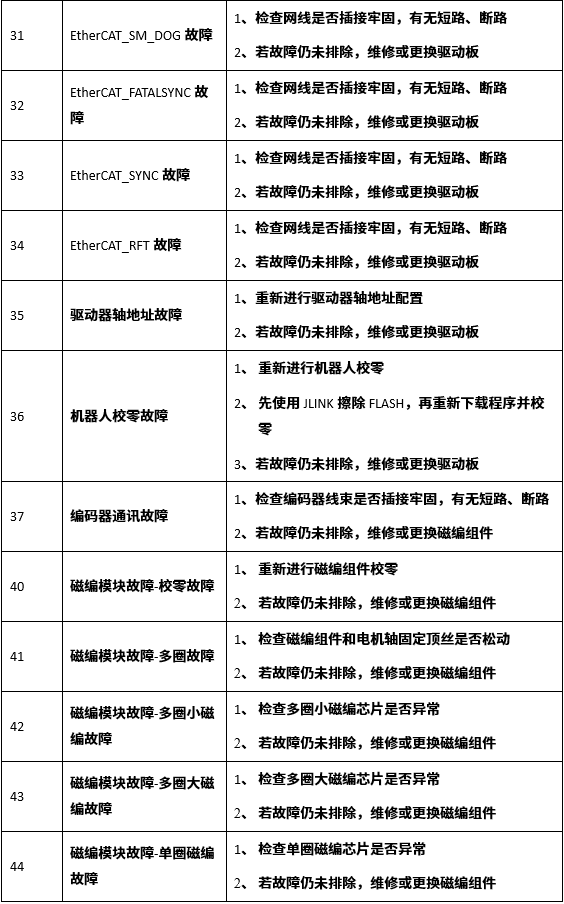 31
EtherCAT_SM_DOG 故障
1、检查网线是否插接牢固，有无短路、断路
2、若故障仍未排除，维修或更换驱动板
32
EtherCAT_FATALSYNC 故
障
1、检查网线是否插接牢固，有无短路、断路
2、若故障仍未排除，维修或更换驱动板
33
EtherCAT_SYNC 故障
1、检查网线是否插接牢固，有无短路、断路
2、若故障仍未排除，维修或更换驱动板
34
EtherCAT_RFT 故障
1、检查网线是否插接牢固，有无短路、断路
2、若故障仍未排除，维修或更换驱动板
35
驱动器轴地址故障
1、重新进行驱动器轴地址配置
2、若故障仍未排除，维修或更换驱动板
36
机器人校零故障
1、 重新进行机器人校零
2、 先使用 JLINK 擦除 FLASH，再重新下载程序并校
零
3、若故障仍未排除，维修或更换驱动板
37
编码器通讯故障
1、检查编码器线束是否插接牢固，有无短路、断路
2、若故障仍未排除，维修或更换磁编组件
40
磁编模块故障-校零故障
1、 重新进行磁编组件校零
2、 若故障仍未排除，维修或更换磁编组件
41
磁编模块故障-多圈故障
1、 检查磁编组件和电机轴固定顶丝是否松动
2、 若故障仍未排除，维修或更换磁编组件
42
磁编模块故障-多圈小磁
编故障
1、 检查多圈小磁编芯片是否异常
2、 若故障仍未排除，维修或更换磁编组件
43
磁编模块故障-多圈大磁
编故障
1、 检查多圈大磁编芯片是否异常
2、 若故障仍未排除，维修或更换磁编组件
44
磁编模块故障-单圈磁编
故障
1、 检查单圈磁编芯片是否异常
2、 若故障仍未排除，维修或更换磁编组件